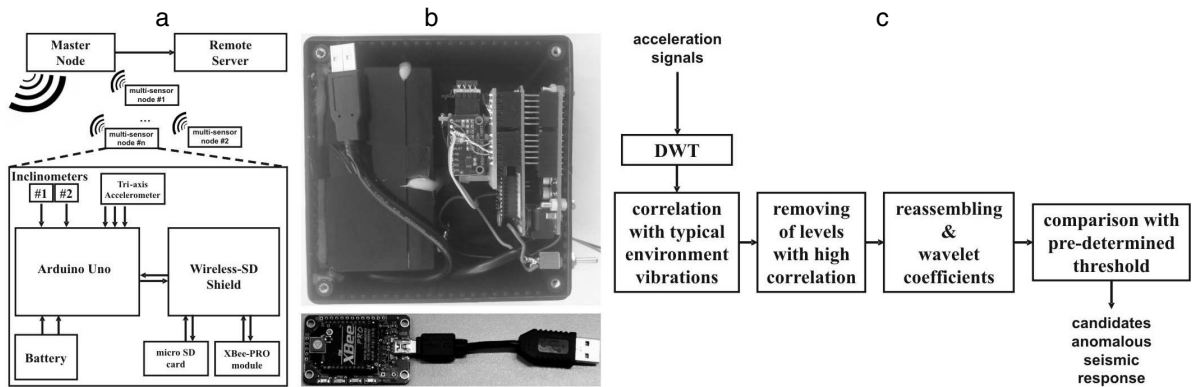 a
Master
Node
Remote
Server
multi-sensor
node #1
...
multi-sensor
node #n
multi-sensor
node #2
Inclinometers
#1
#2
Tri-axis
Accelerometer
Arduino Uno
Wireless-SD
Shield
Battery
micro SD
card
XBee-PRO
module
b
XBee
PRO
c
acceleration
signals
DWT
correlation
with typical
environment
vibrations
removing
of levels
with high
correlation
reassembling
&
wavelet
coefficients
comparison with
pre-determined
threshold
candidates
anomalous
seismic
response